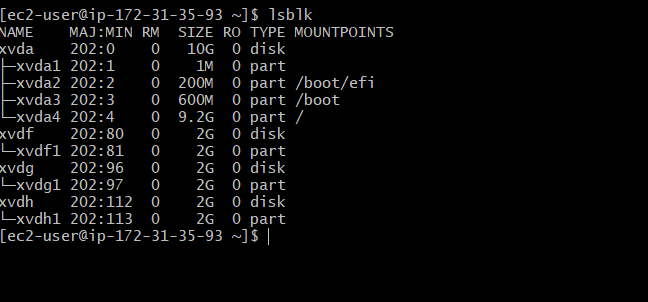 [ec2-user@ip-172-31-35-93 ~]$ lsblk
NAME    MAJ:MIN RM  SIZE RO TYPE MOUNTPOINTS
xvda    202:0    0   10G  0 disk
├─xvda1 202:1    0    1M  0 part
├─xvda2 202:2    0  200M  0 part /boot/efi
├─xvda3 202:3    0  600M  0 part /boot
└─xvda4 202:4    0  9.2G  0 part /
xvdf    202:80   0    2G  0 disk
└─xvdf1 202:81   0    2G  0 part
xvdg    202:96   0    2G  0 disk
└─xvdg1 202:97   0    2G  0 part
xvdh    202:112  0    2G  0 disk
└─xvdh1 202:113  0    2G  0 part
[ec2-user@ip-172-31-35-93 ~]$